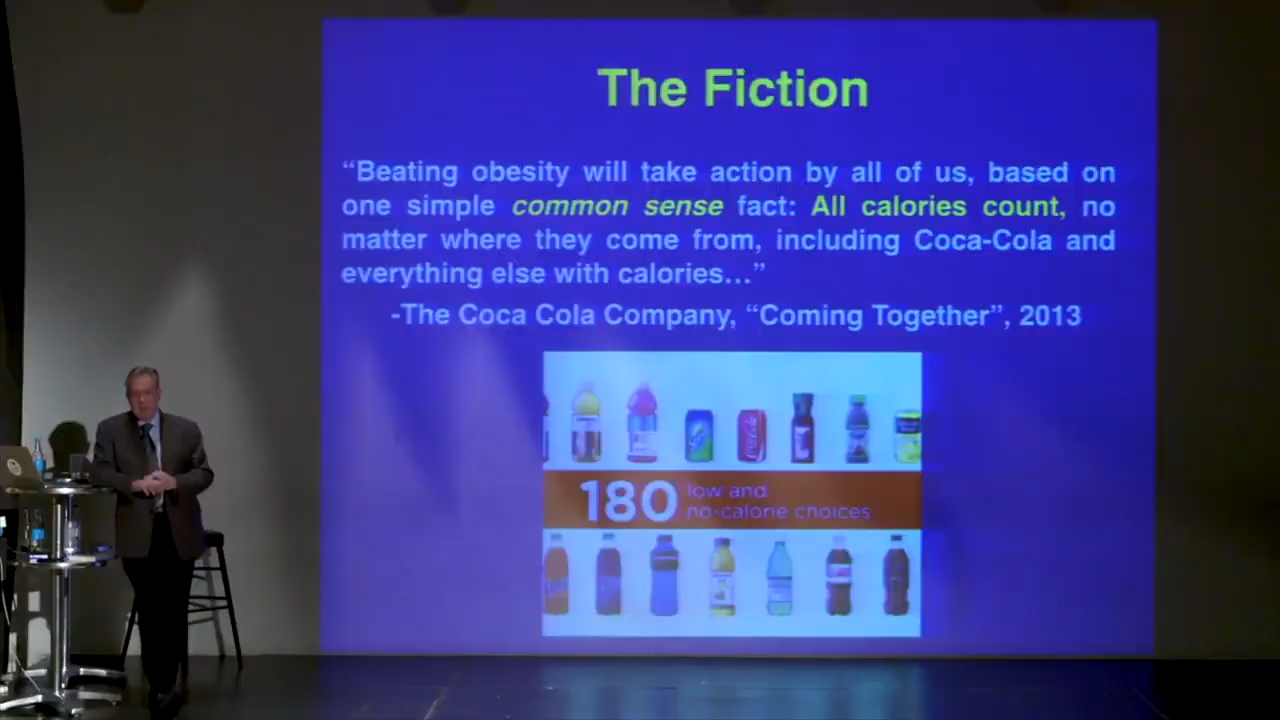 The Fiction
“Beating obesity will take action by all of us, based on
one simple common sense fact: All calories count, no
matter where they come from, including Coca-Cola and
everything else with calories…”
-The Coca Cola Company, “Coming Together”, 2013
180 low and
no-calorie choices